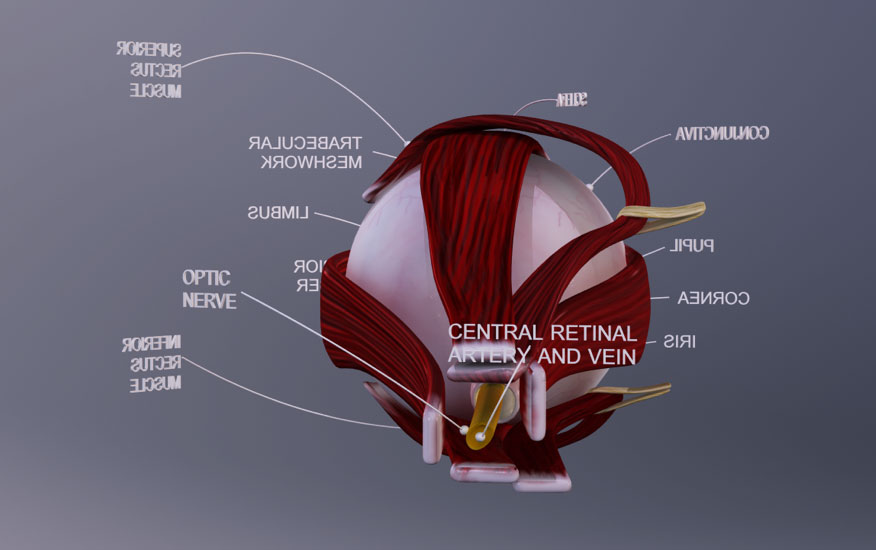 SUPERIOR
RECTUS
MUSCLE
CONJUNCTIVA
TRABECULAR
MESHWORK
LIMBUS
PUPIL
OPTIC
NERVE
CORNEA
CENTRAL RETINAL
ARTERY AND VEIN
IRIS
INFERIOR
RECTUS
MUSCLE